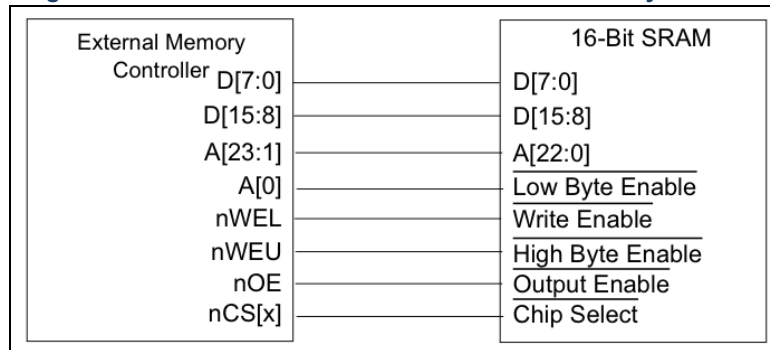 External Memory
Controller
16-Bit SRAM
D[7:0]
D[7:0]
D[15:8]
D[15:8]
A[23:1]
A[22:0]
A[0]
Low Byte Enable
nWEL
Write Enable
nWEU
High Byte Enable
nOE
Output Enable
nCS[x]
Chip Select